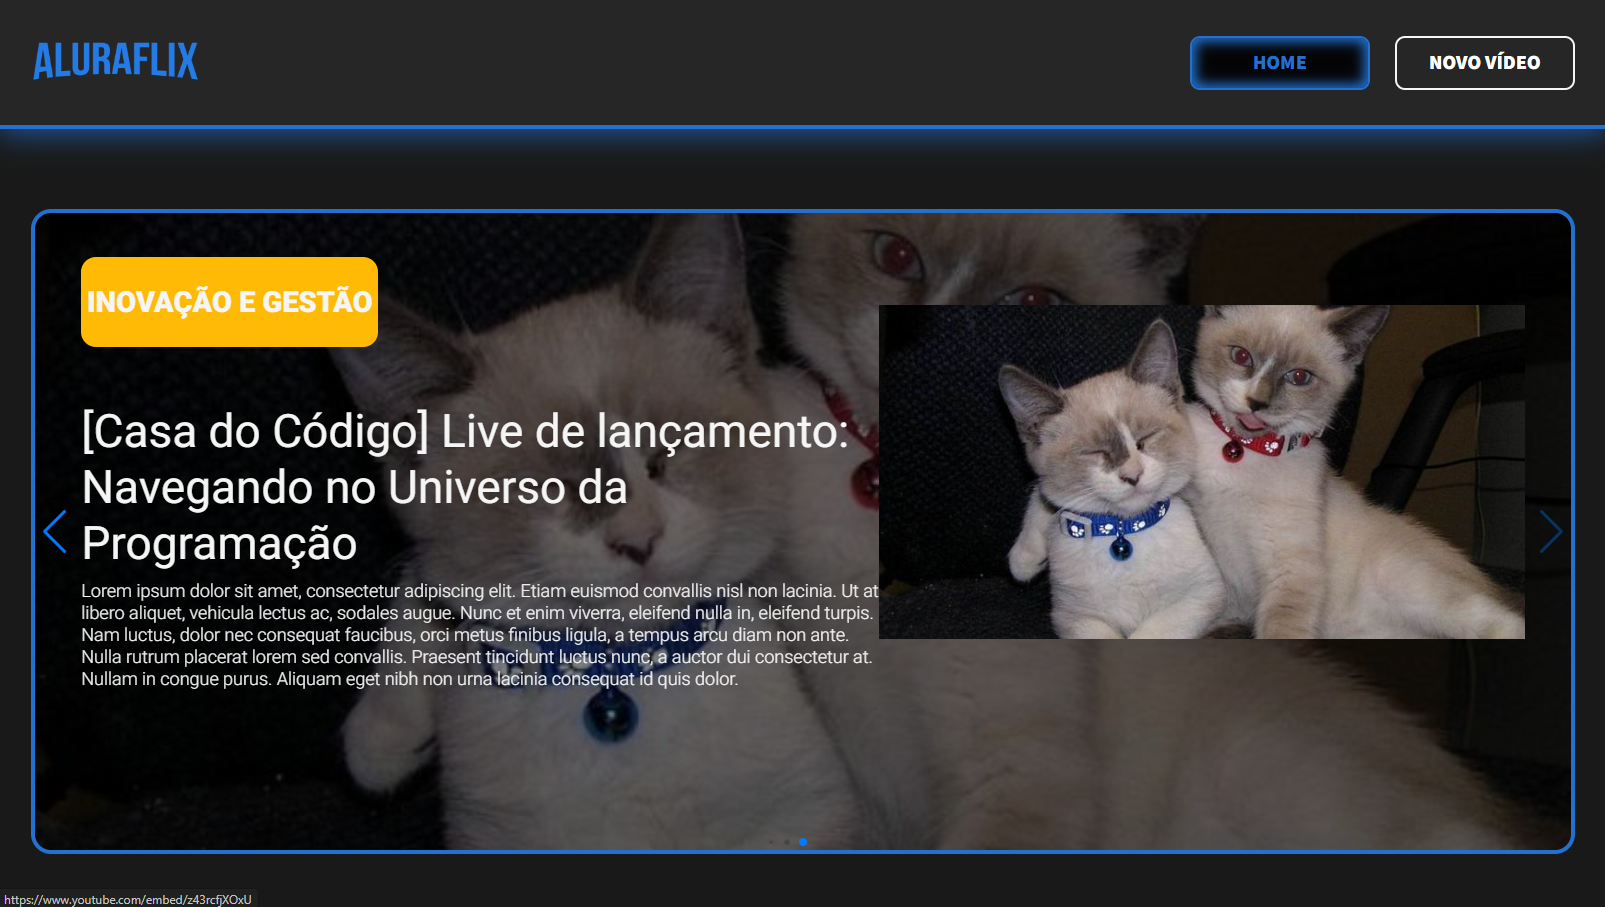 ALURAFLIX
HOME
NOVO VÍDEO
INOVAÇÃO E GESTÃO
[Casa do Código] Live de lançamento:
Navegando no Universo da
Programação
Lorem ipsum dolor sit amet, consectetur adipiscing elit. Etiam euismod convallis nisl non lacinia. Ut at
libero aliquet, vehicula lectus ac, sodales augue. Nunc et enim viverra, eleifend nulla in, eleifend turpis.
Nam luctus, dolor nec consequat faucibus, orci metus finibus ligula, a tempus arcu diam non ante.
Nulla rutrum placerat lorem sed convallis. Praesent tincidunt luctus nunc, a auctor dui consectetur at.
Nullam in congue purus. Aliquam eget nibh non urna lacinia consequat id quis dolor.
https://www.youtube.com/embed/z43rcfjXOxU